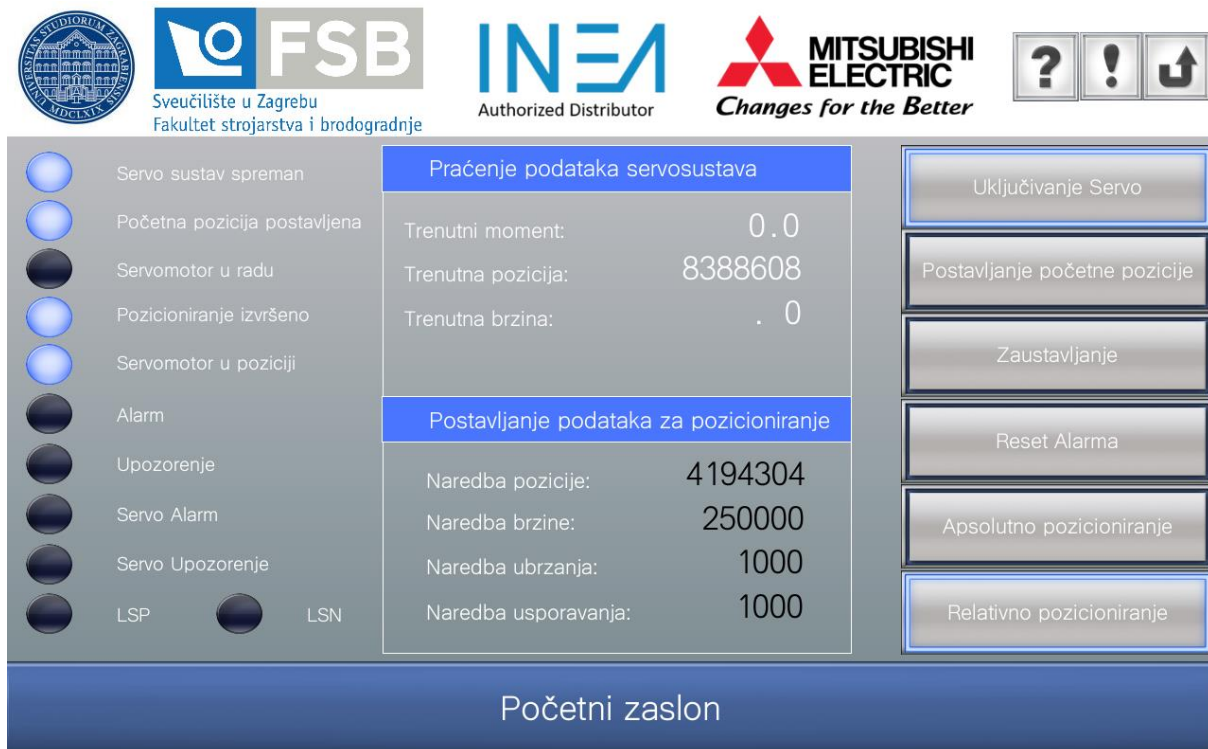 FSB
Sveučilište u Zagrebu
Fakultet strojarstva i brodogradnje
INEA
Authorized Distributor
MITSUBISHI
ELECTRIC
Changes for the Better
? !
Servo sustav spreman
Početna pozicija postavljena
Servomotor u radu
Pozicioniranje izvršeno
Servomotor u poziciji
Alarm
Upozorenje
Servo Alarm
Servo Upozorenje
LSP LSN
Praćenje podataka servosustava
Trenutni moment: 0.0
Trenutna pozicija: 8388608
Trenutna brzina: . 0
Postavljanje podataka za pozicioniranje
Naredba pozicije: 4194304
Naredba brzine: 250000
Naredba ubrzanja: 1000
Naredba usporavanja: 1000
Uključivanje Servo
Postavljanje početne pozicije
Zaustavljanje
Reset Alarma
Apsolutno pozicioniranje
Relativno pozicioniranje
Početni zaslon